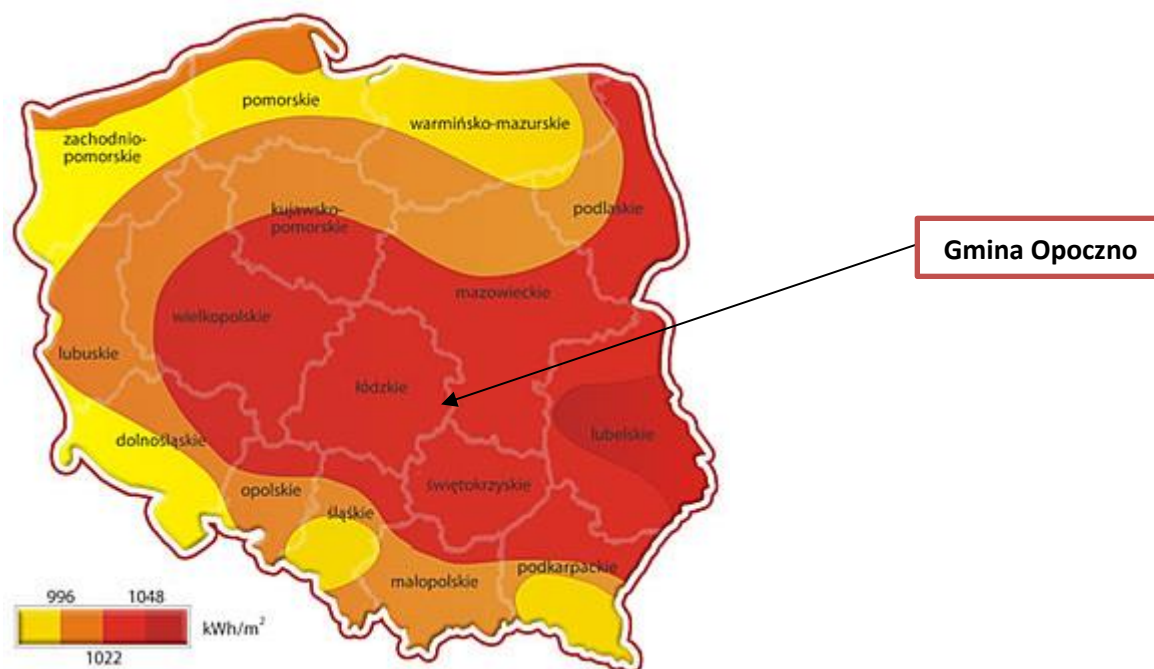 pomorskie
warmińsko-mazurskie
zachodnio-
pomorskie
podlaskie
kujawsko-
pomorskie
Gmina Opoczno
mazowieckie
wielkopolskie
lubuskie
łódzkie
dolnośląskie
lubelskie
opolskie
świętokrzyskie
śląskie
małopolskie
podkarpackie
996 1048
kWh/m²
1022